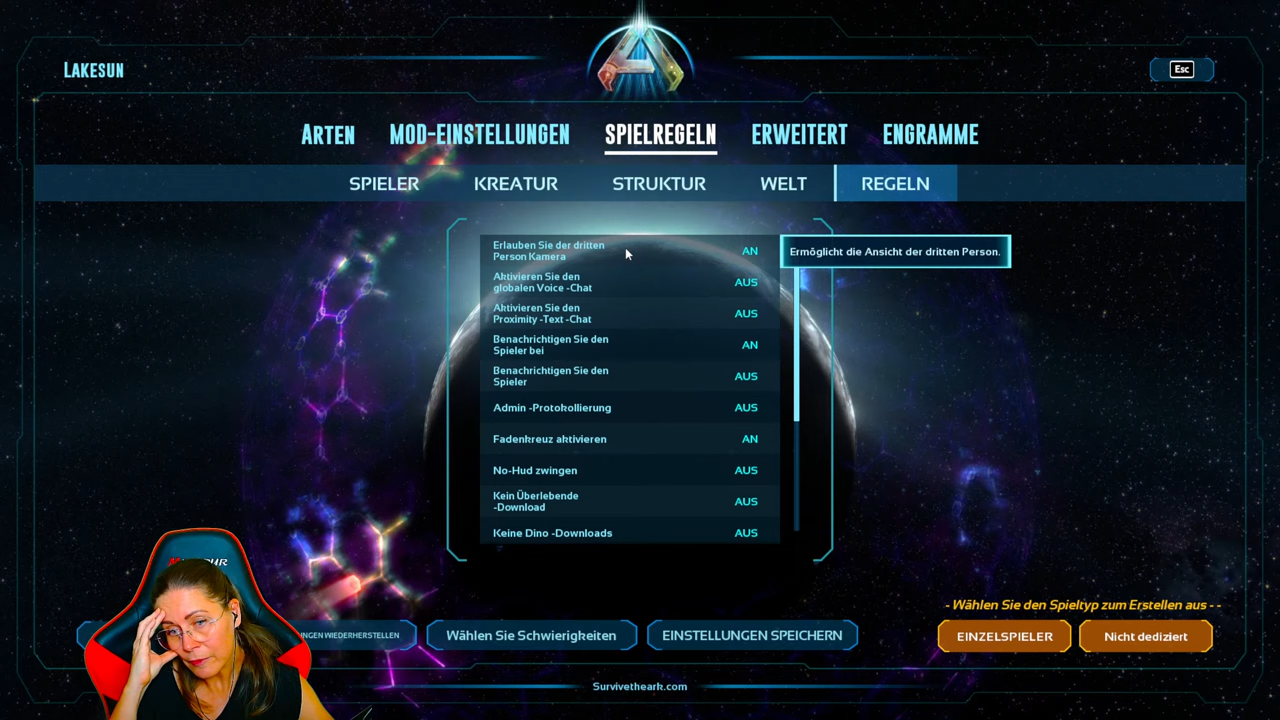 LAKESUN
Esc
ARTEN
MOD-EINSTELLUNGEN
SPIELREGELN
ERWEITERT
ENGRAMME
SPIELER
KREATUR
STRUKTUR
WELT
REGELN
Erlauben Sie der dritten
Person Kamera
AN
Ermöglicht die Ansicht der dritten Person.
Aktivieren Sie den
globalen Voice -Chat
AUS
Aktivieren Sie den
Proximity -Text -Chat
AUS
Benachrichtigen Sie den
Spieler bei
AN
Benachrichtigen Sie den
Spieler
AUS
Admin -Protokollierung
AUS
Fadenkreuz aktivieren
AN
No-Hud zwingen
AUS
Kein Überlebende
-Download
AUS
Keine Dino -Downloads
AUS
- Wählen Sie den Spieltyp zum Erstellen aus - -
WIEDERHERSTELLEN
Wählen Sie Schwierigkeiten
EINSTELLUNGEN SPEICHERN
EINZELSPIELER
Nicht dediziert
Survivetheark.com